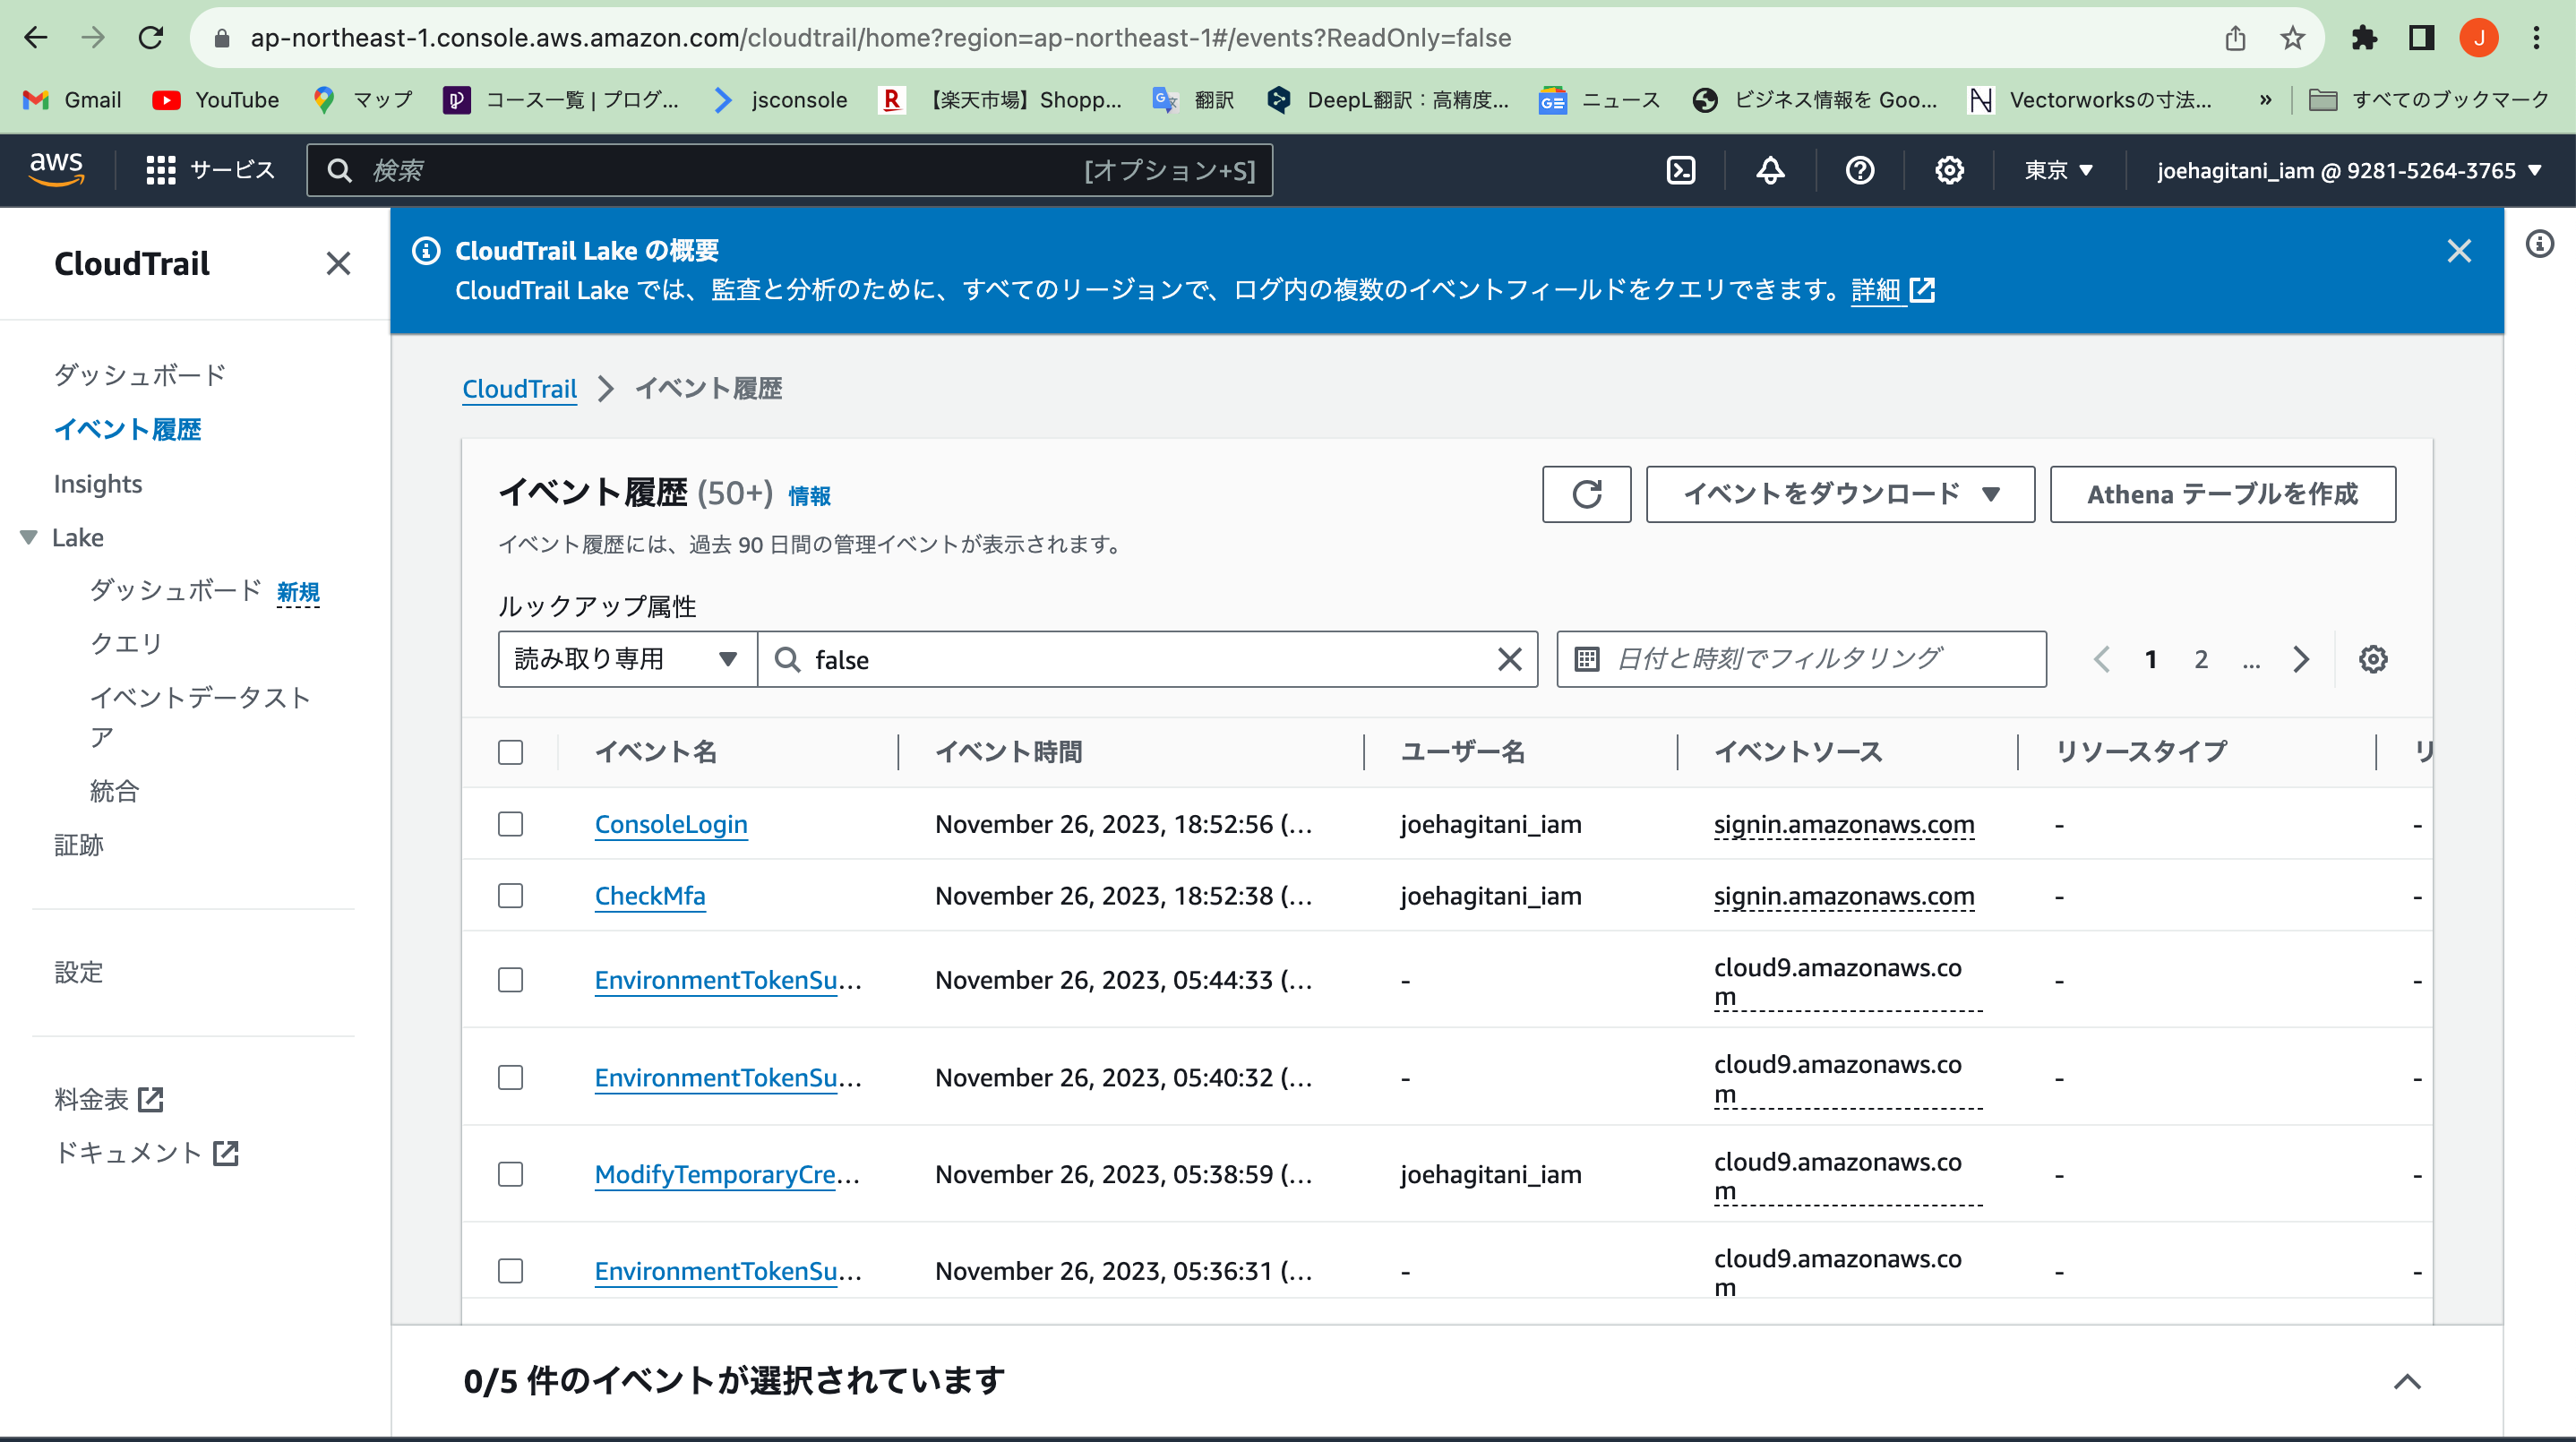 ap-northeast-1.console.aws.amazon.com/cloudtrail/home?region=ap-northeast-1#/events?ReadOnly=false
J
Gmail YouTube マップ コース一覧 | プログ... jsconsole 【楽天市場】Shopp... 翻訳 DeepL翻訳：高精度... ニュース ビジネス情報を Goo... Vectorworksの寸法... » すべてのブックマーク
aws サービス 検索 [オプション+S] 東京 ▼ joehagitani_iam @ 9281-5264-3765 ▼
CloudTrail
ダッシュボード
イベント履歴
Insights
Lake
ダッシュボード 新規
クエリ
イベントデータスト
ア
統合
証跡
設定
料金表
ドキュメント
CloudTrail Lake の概要
CloudTrail Lake では、監査と分析のために、すべてのリージョンで、ログ内の複数のイベントフィールドをクエリできます。詳細
CloudTrail > イベント履歴
イベント履歴 (50+) 情報
イベントをダウンロード ▼ Athena テーブルを作成
イベント履歴には、過去 90 日間の管理イベントが表示されます。
ルックアップ属性
読み取り専用 ▼ false 日付と時刻でフィルタリング < 1 2 ... >
イベント名 イベント時間 ユーザー名 イベントソース リソースタイプ リ
ConsoleLogin November 26, 2023, 18:52:56 (... joehagitani_iam signin.amazonaws.com - -
CheckMfa November 26, 2023, 18:52:38 (... joehagitani_iam signin.amazonaws.com - -
EnvironmentTokenSu... November 26, 2023, 05:44:33 (... - cloud9.amazonaws.co
m - -
EnvironmentTokenSu... November 26, 2023, 05:40:32 (... - cloud9.amazonaws.co
m - -
ModifyTemporaryCre... November 26, 2023, 05:38:59 (... joehagitani_iam cloud9.amazonaws.co
m - -
EnvironmentTokenSu... November 26, 2023, 05:36:31 (... - cloud9.amazonaws.co
m - -
0/5 件のイベントが選択されています